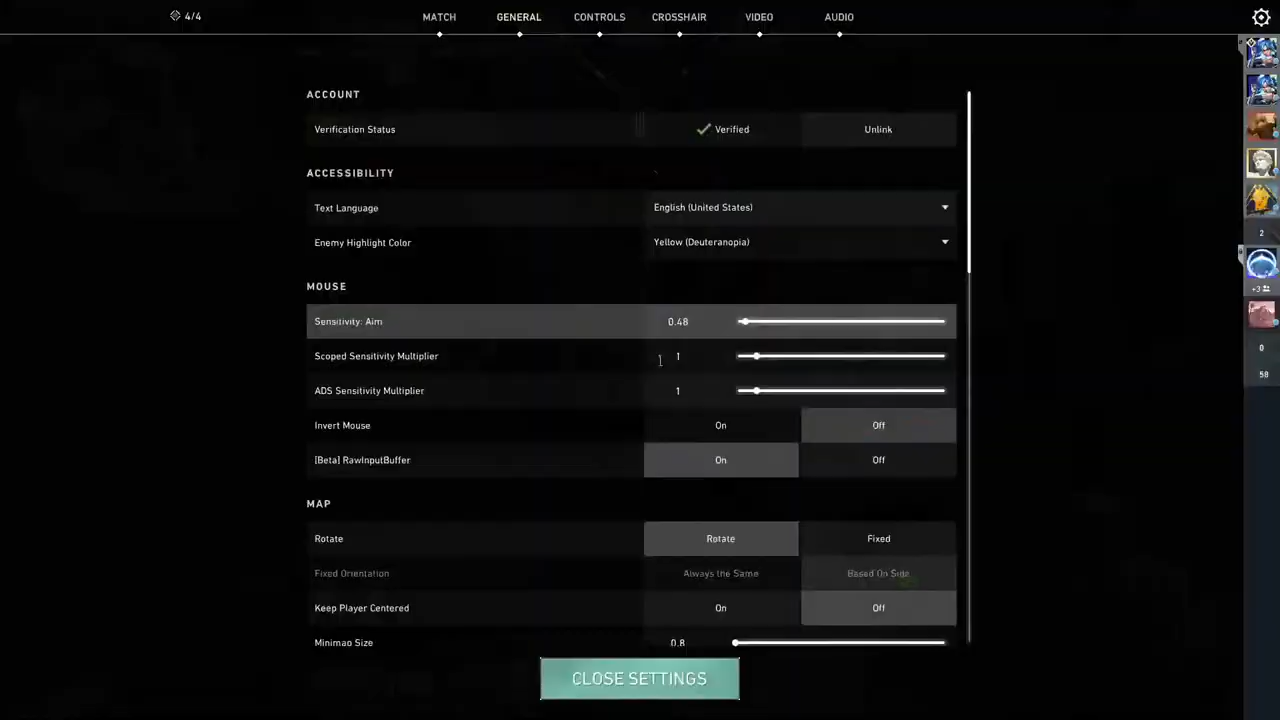 4/4
MATCH GENERAL CONTROLS CROSSHAIR VIDEO AUDIO
ACCOUNT
Verification Status Verified Unlink
ACCESSIBILITY
Text Language English (United States)
Enemy Highlight Color Yellow (Deuteranopia)
MOUSE
Sensitivity: Aim 0.48
Scoped Sensitivity Multiplier 1
ADS Sensitivity Multiplier 1
Invert Mouse On Off
[Beta] RawInputBuffer On Off
MAP
Rotate Rotate Fixed
Fixed Orientation Always the Same Based On Side
Keep Player Centered On Off
Minimap Size 0.8
CLOSE SETTINGS
2
+3
0
58